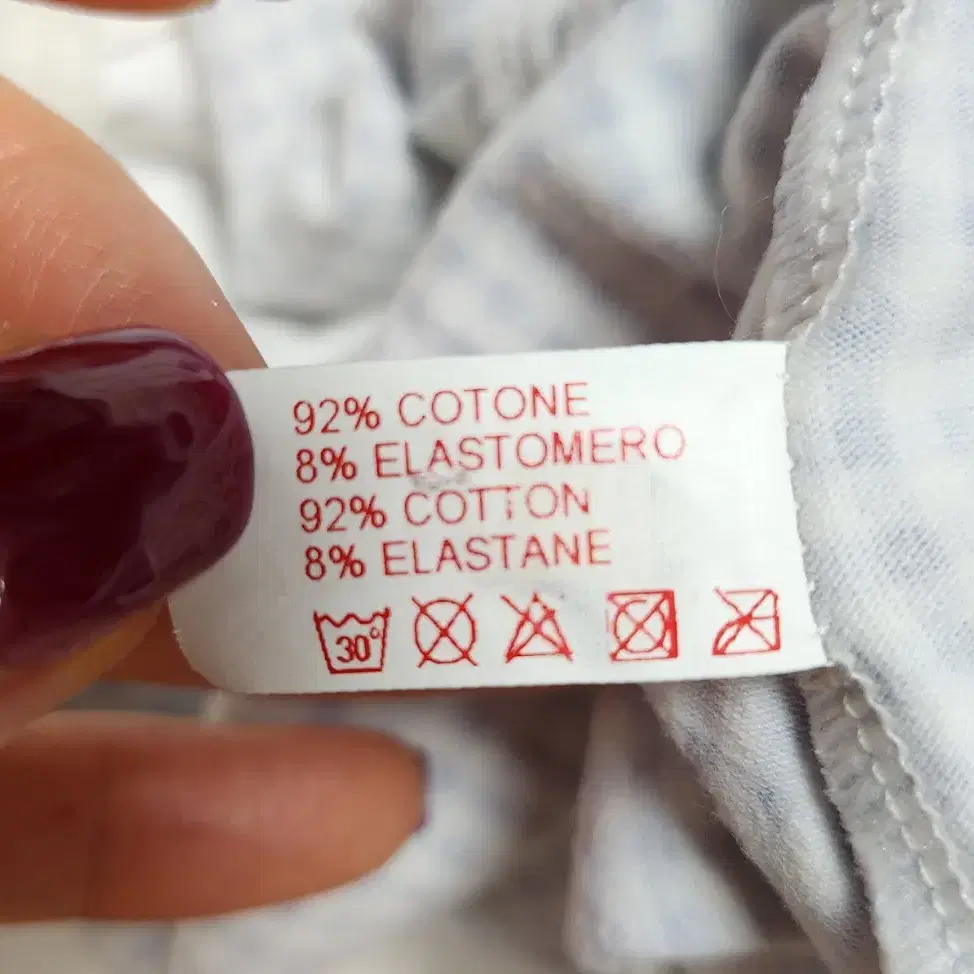 92% COTONE
8% ELASTOMERO
92% COTTON
8% ELASTANE
30°